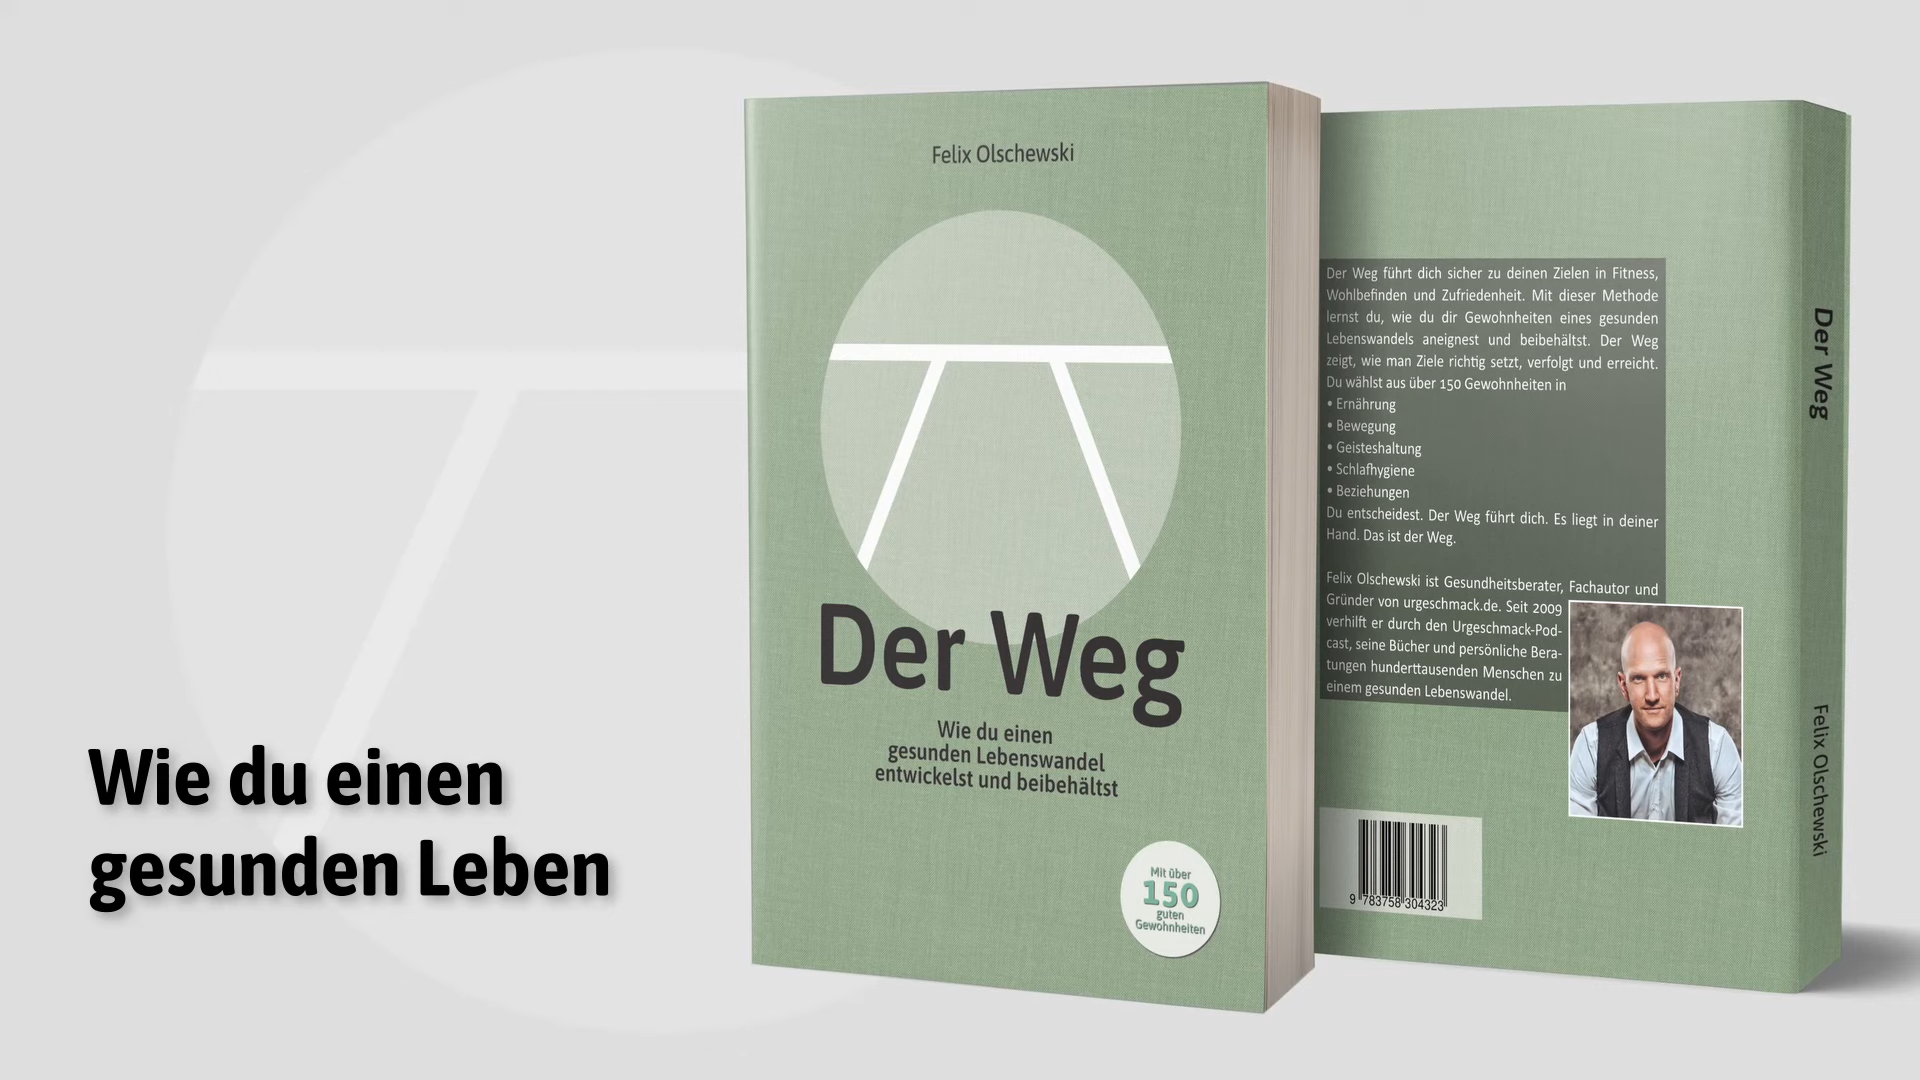 Wie du einen
gesunden Leben
Felix Olschewski
Der Weg
Wie du einen
gesunden Lebenswandel
entwickelst und beibehältst
Mit über
150
guten
Gewohnheiten
Der Weg führt dich sicher zu deinen Zielen in Fitness,
Wohlbefinden und Zufriedenheit. Mit dieser Methode
lernst du, wie du dir Gewohnheiten eines gesunden
Lebenswandels aneignest und beibehältst. Der Weg
zeigt, wie man Ziele richtig setzt, verfolgt und erreicht.
Du wählst aus über 150 Gewohnheiten in
• Ernährung
• Bewegung
• Geisteshaltung
• Schlafhygiene
• Beziehungen
Du entscheidest. Der Weg führt dich. Es liegt in deiner
Hand. Das ist der Weg.
Felix Olschewski ist Gesundheitsberater, Fachautor und
Gründer von urgeschmack.de. Seit 2009
verhilft er durch den Urgeschmack-Pod-
cast, seine Bücher und persönliche Bera-
tungen hunderttausenden Menschen zu
einem gesunden Lebenswandel.
9 783758 304323
Der Weg
Felix Olschewski